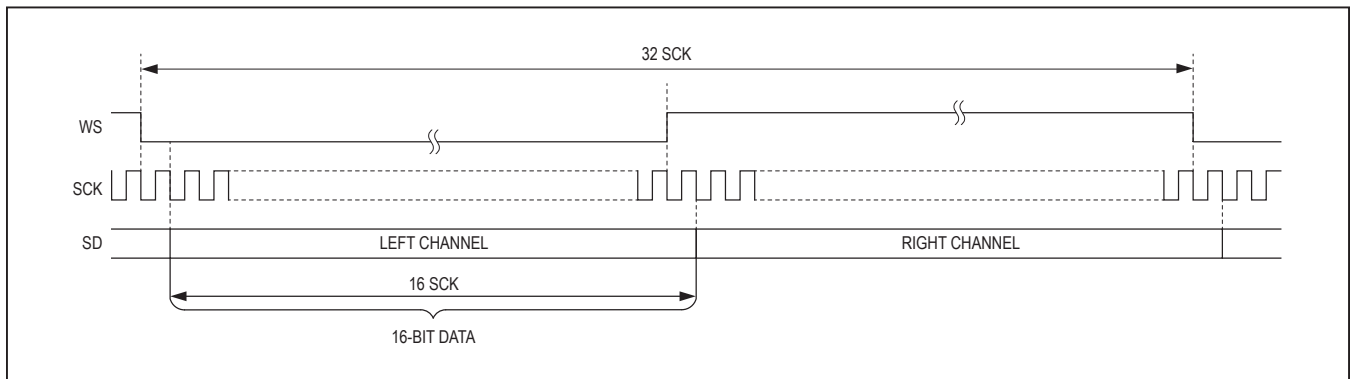 32 SCK
WS
SCK
SD
LEFT CHANNEL
RIGHT CHANNEL
16 SCK
16-BIT DATA